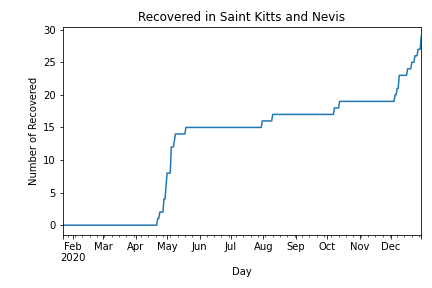 Recovered in Saint Kitts and Nevis
30
25
20
15
10
5
0
Number of Recovered
Feb Mar Apr May Jun Jul Aug Sep Oct Nov Dec
2020
Day